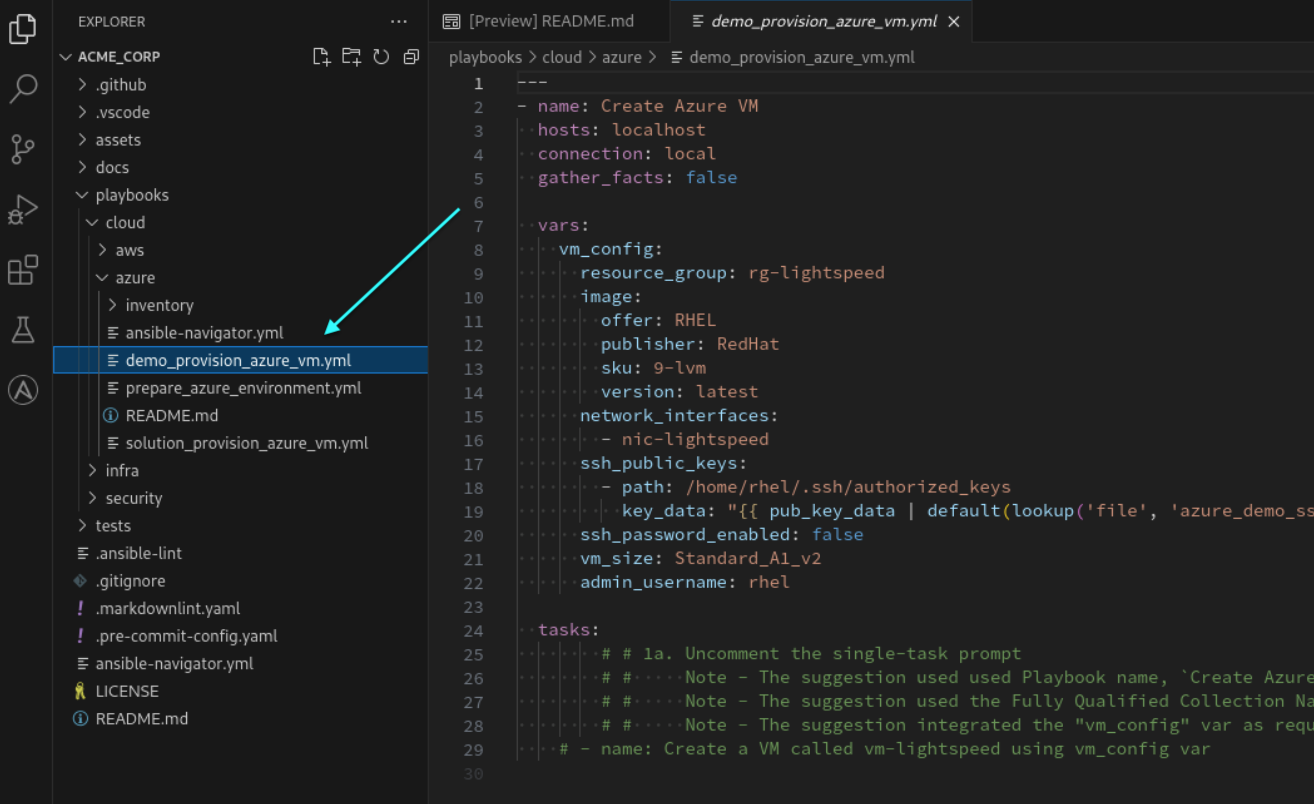 EXPLORER
ACME_CORP
.github
.vscode
assets
docs
playbooks
cloud
aws
azure
inventory
ansible-navigator.yml
demo_provision_azure_vm.yml
prepare_azure_environment.yml
README.md
solution_provision_azure_vm.yml
infra
security
tests
.ansible-lint
.gitignore
.markdownlint.yaml
.pre-commit-config.yaml
ansible-navigator.yml
LICENSE
README.md
[Preview] README.md
demo_provision_azure_vm.yml
playbooks > cloud > azure > demo_provision_azure_vm.yml
1 ---
2 - name: Create Azure VM
3 hosts: localhost
4 connection: local
5 gather_facts: false
6
7 vars:
8 vm_config:
9 resource_group: rg-lightspeed
10 image:
11 offer: RHEL
12 publisher: RedHat
13 sku: 9-lvm
14 version: latest
15 network_interfaces:
16 - nic-lightspeed
17 ssh_public_keys:
18 - path: /home/rhel/.ssh/authorized_keys
19 key_data: "{{ pub_key_data | default(lookup('file', 'azure_demo_ss
20 ssh_password_enabled: false
21 vm_size: Standard_A1_v2
22 admin_username: rhel
23
24 tasks:
25 # # 1a. Uncomment the single-task prompt
26 # # Note - The suggestion used used Playbook name, `Create Azure
27 # # Note - The suggestion used the Fully Qualified Collection Na
28 # # Note - The suggestion integrated the "vm_config" var as requ
29 # - name: Create a VM called vm-lightspeed using vm_config var
30